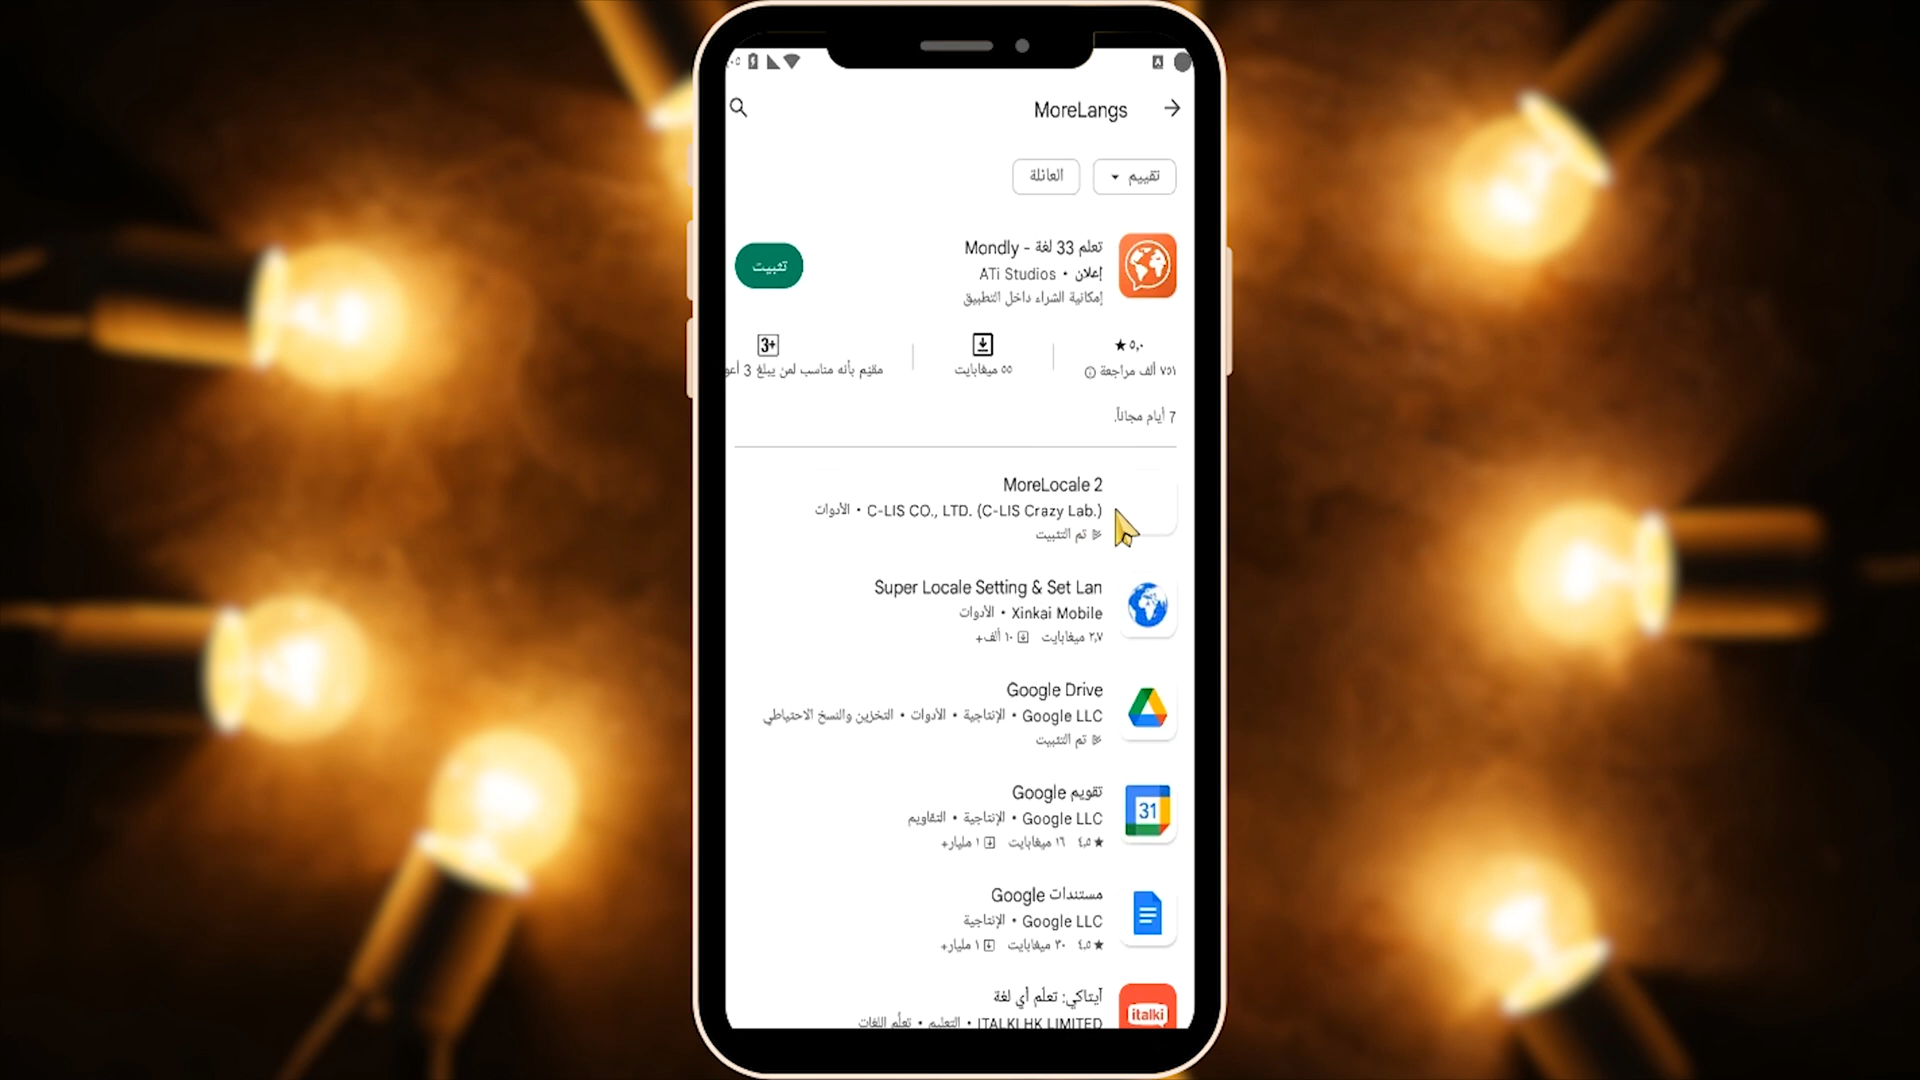 MoreLangs
تقييم
العائلة
تعلم 33 لغة - Mondly
إعلان • ATi Studios
إمكانية الشراء داخل التطبيق
تثبيت
٥,٠ ★
٧٥١ ألف مراجعة
٥٥ ميغابايت
3+
مقيّم بأنه مناسب لمن يبلغ 3
7 أيام مجاناً.
MoreLocale 2
C-LIS CO., LTD. (C-LIS Crazy Lab.) • الأدوات
تم التثبيت
Super Locale Setting & Set Lan
Xinkai Mobile • الأدوات
٢,٧ ميغابايت ١٠ ألف+
Google Drive
Google LLC • الإنتاجية • الأدوات • التخزين والنسخ الاحتياطي
تم التثبيت
تقويم Google
31
Google LLC • الإنتاجية • التقاويم
٤,٥ ★ ١٦ ميغابايت ١ مليار+
مستندات Google
Google LLC • الإنتاجية
٤,٥ ★ ٣٠ ميغابايت ١ مليار+
آيتاكي: تعلّم أي لغة
italki
ITALKI HK LIMITED • التعليم • تعلُّم اللغات